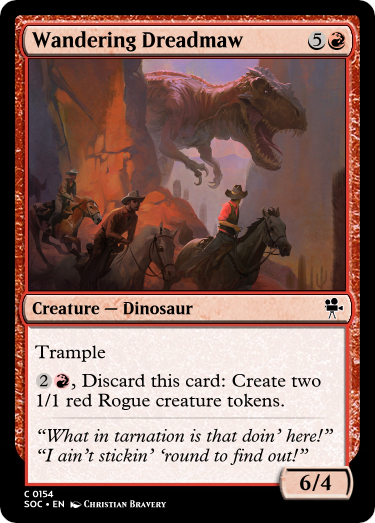 Wandering Dreadmaw 5
Creature — Dinosaur
Trample
2, Discard this card: Create two
1/1 red Rogue creature tokens.
“What in tarnation is that doin’ here!”
“I ain’t stickin’ ‘round to find out!”
6/4
C 0154
SOC • EN Christian Bravery